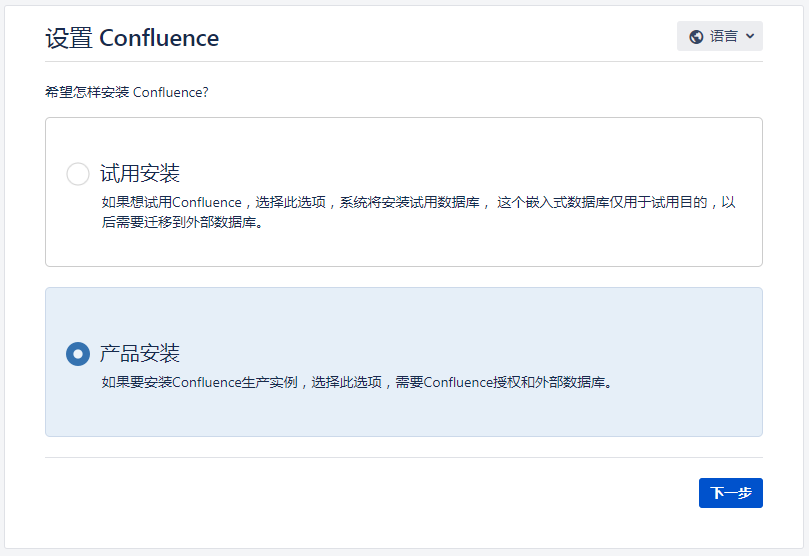 设置 Confluence
语言
希望怎样安装 Confluence?
试用安装
如果想试用Confluence，选择此选项，系统将安装试用数据库， 这个嵌入式数据库仅用于试用目的，以
后需要迁移到外部数据库。
产品安装
如果要安装Confluence生产实例，选择此选项，需要Confluence授权和外部数据库。
下一步